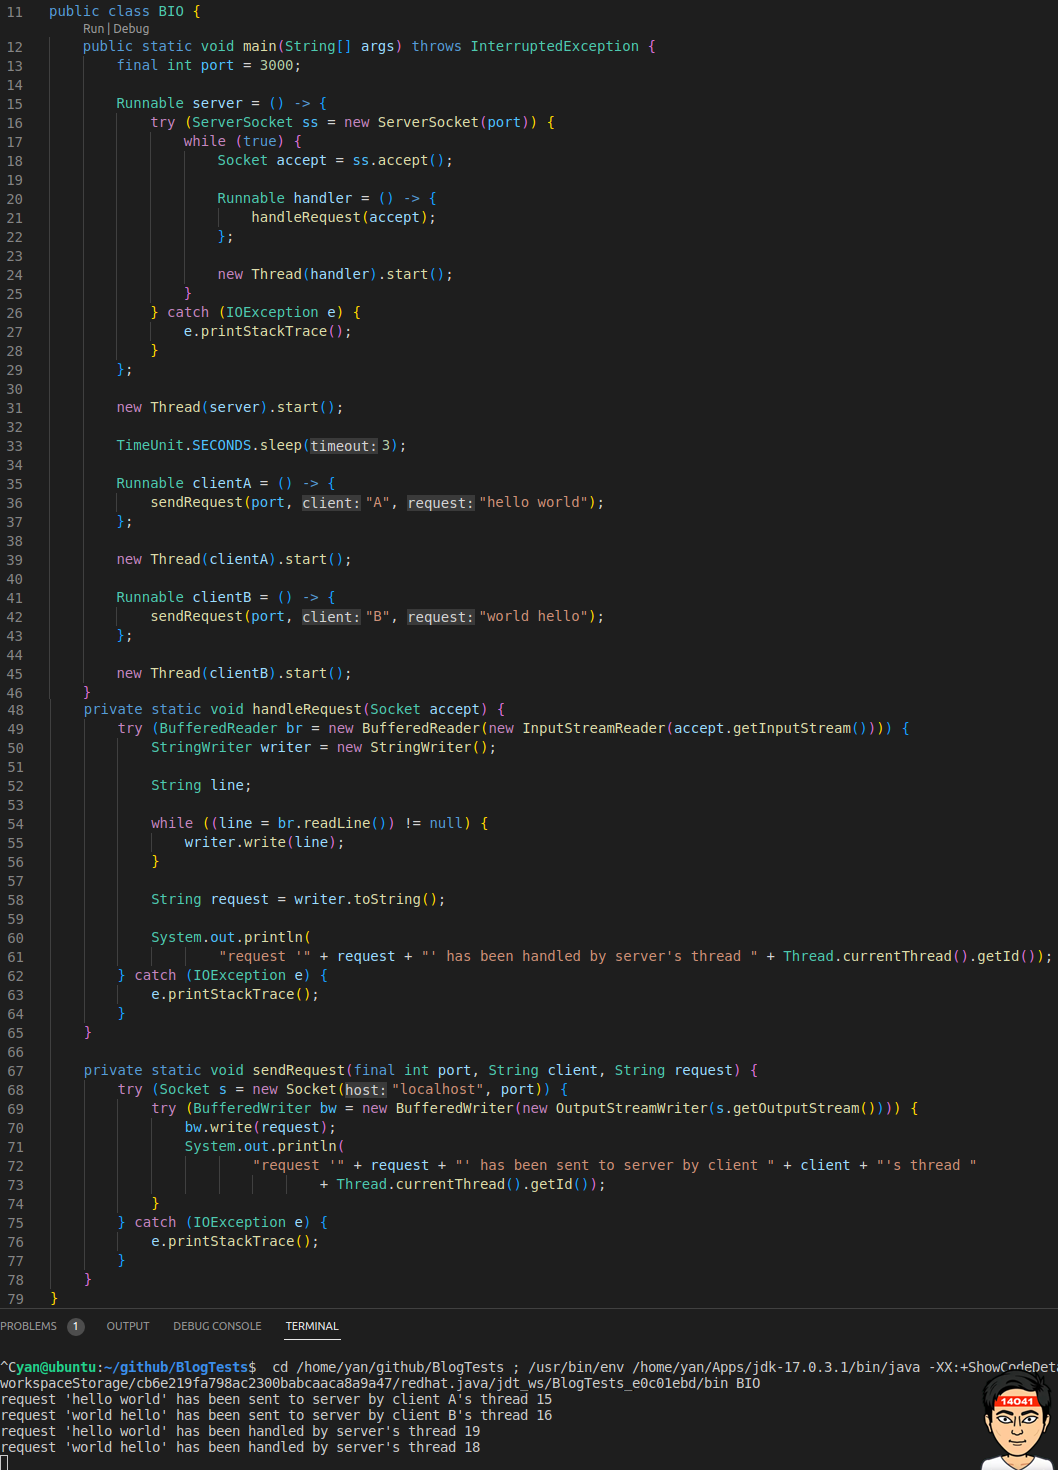 11 public class BIO {
Run | Debug
12 public static void main(String[] args) throws InterruptedException {
13 final int port = 3000;
14
15 Runnable server = () -> {
16 try (ServerSocket ss = new ServerSocket(port)) {
17 while (true) {
18 Socket accept = ss.accept();
19
20 Runnable handler = () -> {
21 handleRequest(accept);
22 };
23
24 new Thread(handler).start();
25 }
26 } catch (IOException e) {
27 e.printStackTrace();
28 }
29 };
30
31 new Thread(server).start();
32
33 TimeUnit.SECONDS.sleep(timeout: 3);
34
35 Runnable clientA = () -> {
36 sendRequest(port, client: "A", request: "hello world");
37 };
38
39 new Thread(clientA).start();
40
41 Runnable clientB = () -> {
42 sendRequest(port, client: "B", request: "world hello");
43 };
44
45 new Thread(clientB).start();
46 }
48 private static void handleRequest(Socket accept) {
49 try (BufferedReader br = new BufferedReader(new InputStreamReader(accept.getInputStream()))) {
50 StringWriter writer = new StringWriter();
51
52 String line;
53
54 while ((line = br.readLine()) != null) {
55 writer.write(line);
56 }
57
58 String request = writer.toString();
59
60 System.out.println(
61 "request '" + request + "' has been handled by server's thread " + Thread.currentThread().getId());
62 } catch (IOException e) {
63 e.printStackTrace();
64 }
65 }
66
67 private static void sendRequest(final int port, String client, String request) {
68 try (Socket s = new Socket(host: "localhost", port)) {
69 try (BufferedWriter bw = new BufferedWriter(new OutputStreamWriter(s.getOutputStream()))) {
70 bw.write(request);
71 System.out.println(
72 "request '" + request + "' has been sent to server by client " + client + "'s thread "
73 + Thread.currentThread().getId());
74 }
75 } catch (IOException e) {
76 e.printStackTrace();
77 }
78 }
79 }
PROBLEMS 1 OUTPUT DEBUG CONSOLE TERMINAL
^Cyan@ubuntu:~/github/BlogTests$ cd /home/yan/github/BlogTests ; /usr/bin/env /home/yan/Apps/jdk-17.0.3.1/bin/java -XX:+ShowCodeDeta
workspaceStorage/cb6e219fa798ac2300babcaaca8a9a47/redhat.java/jdt_ws/BlogTests_e0c01ebd/bin BIO
request 'hello world' has been sent to server by client A's thread 15
request 'world hello' has been sent to server by client B's thread 16
request 'hello world' has been handled by server's thread 19
request 'world hello' has been handled by server's thread 18
14041